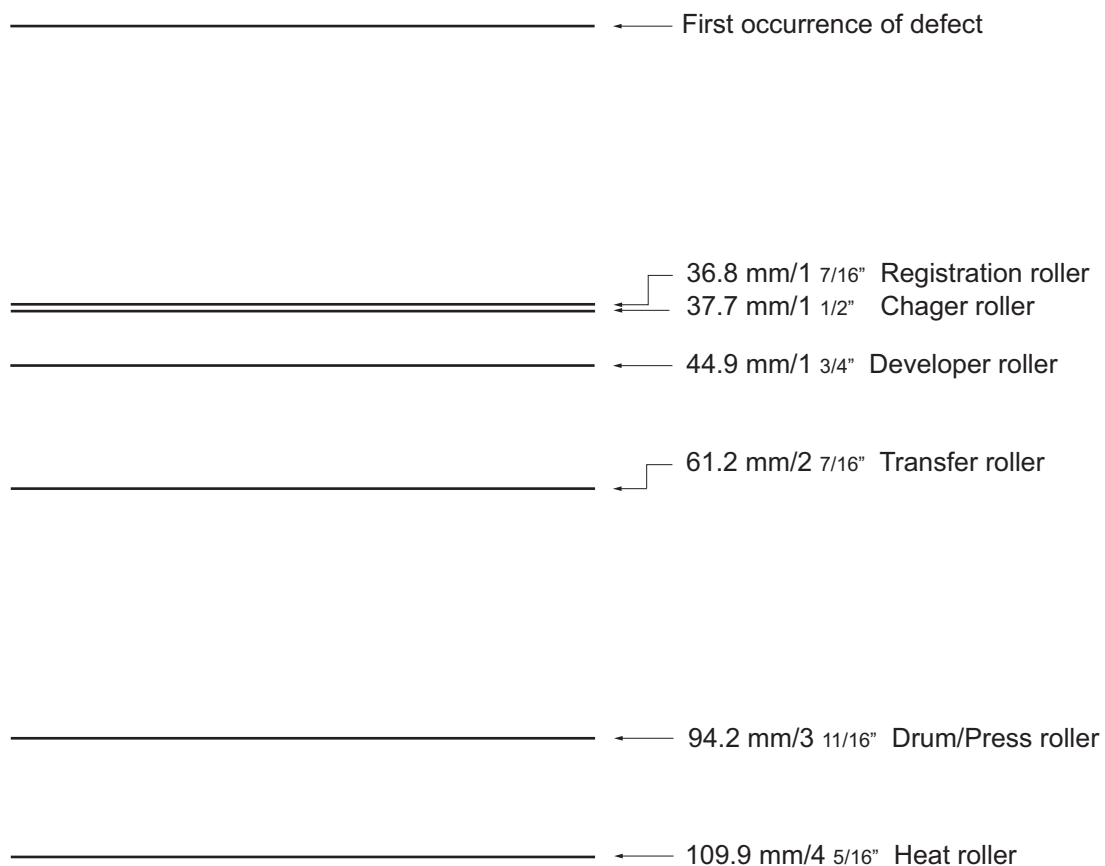 First occurrence of defect
36.8 mm/1 7/16” Registration roller
37.7 mm/1 1/2” Chager roller
44.9 mm/1 3/4” Developer roller
61.2 mm/2 7/16” Transfer roller
94.2 mm/3 11/16” Drum/Press roller
109.9 mm/4 5/16” Heat roller